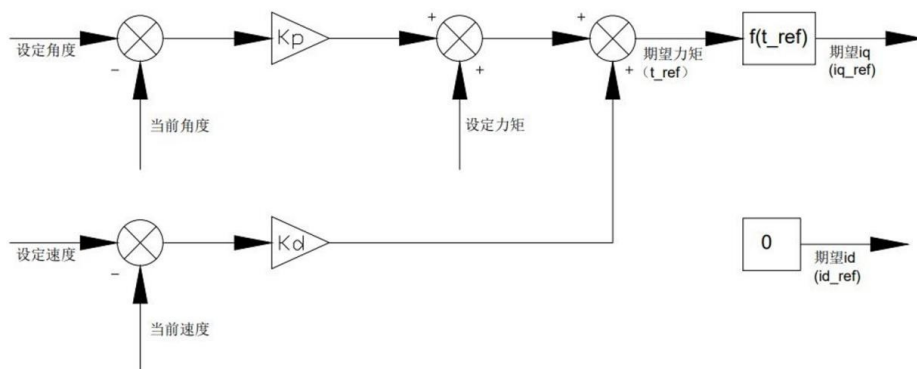 设定角度
Kp
+
+
+
+
f(t_ref)
期望力矩
（t_ref）
期望iq
(iq_ref)
−
当前角度
设定力矩
设定速度
Kd
0
期望id
(id_ref)
−
当前速度